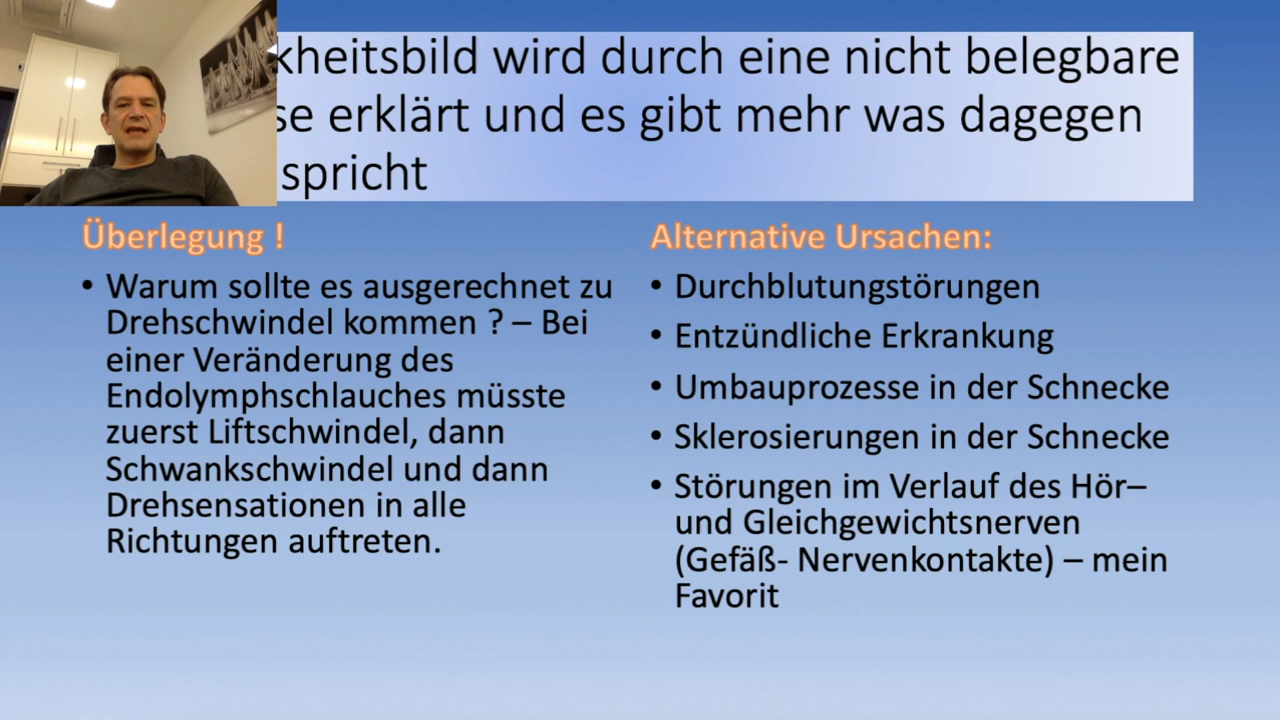 kheitsbild wird durch eine nicht belegbare
se erklärt und es gibt mehr was dagegen
spricht
Überlegung !
• Warum sollte es ausgerechnet zu
Drehschwindel kommen ? – Bei
einer Veränderung des
Endolymphschlauches müsste
zuerst Liftschwindel, dann
Schwankschwindel und dann
Drehsensationen in alle
Richtungen auftreten.
Alternative Ursachen:
• Durchblutungstörungen
• Entzündliche Erkrankung
• Umbauprozesse in der Schnecke
• Sklerosierungen in der Schnecke
• Störungen im Verlauf des Hör–
und Gleichgewichtsnerven
(Gefäß- Nervenkontakte) – mein
Favorit